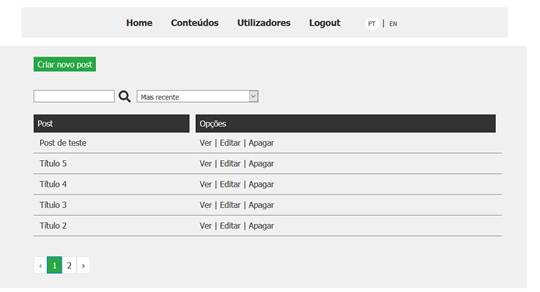 Home Conteúdos Utilizadores Logout PT | EN
Criar novo post
Mais recente
Post Opções
Post de teste Ver | Editar | Apagar
Título 5 Ver | Editar | Apagar
Título 4 Ver | Editar | Apagar
Título 3 Ver | Editar | Apagar
Título 2 Ver | Editar | Apagar
‹ 1 2 ›